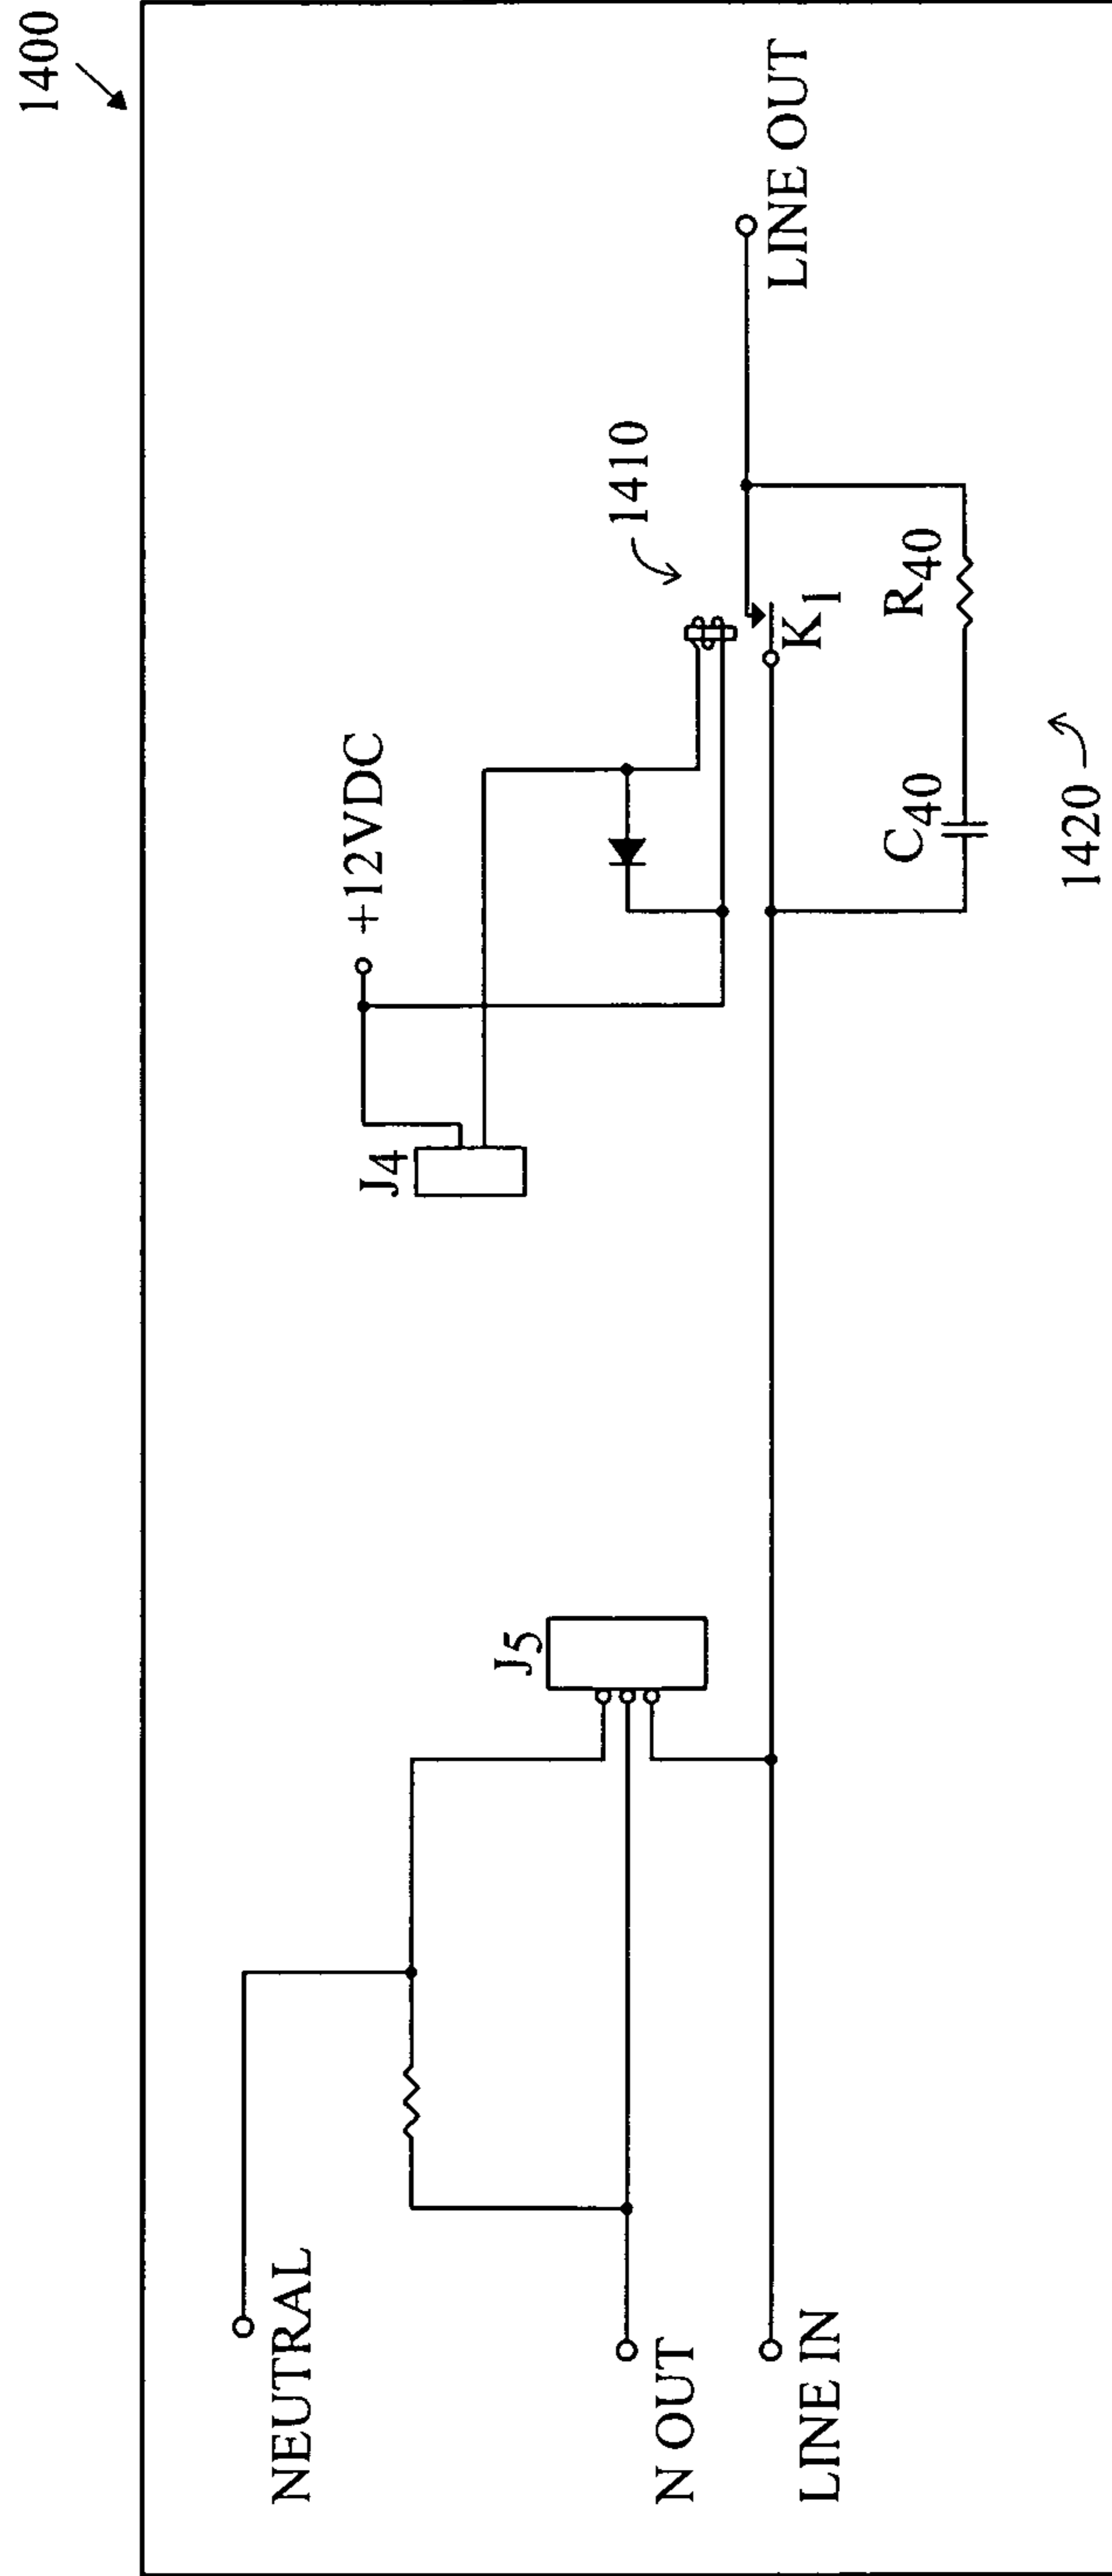 1400
NEUTRAL
N OUT
LINE IN
J5
J4
+12VDC
1410
K1
LINE OUT
C40
R40
1420